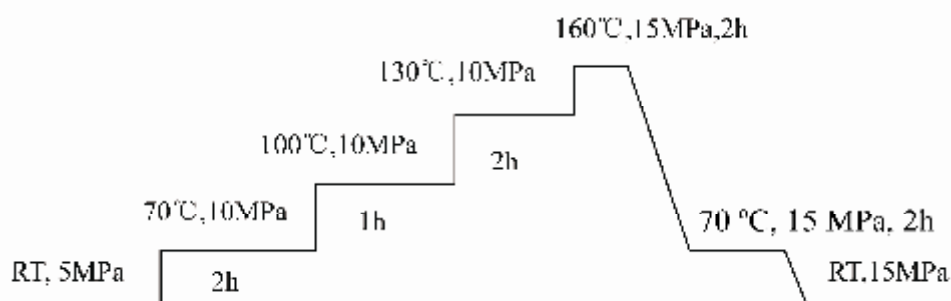 160℃,15MPa,2h
130℃,10MPa
100℃,10MPa
2h
70℃,10MPa
1h
70 ℃, 15 MPa, 2h
RT, 5MPa
2h
RT.15MPa